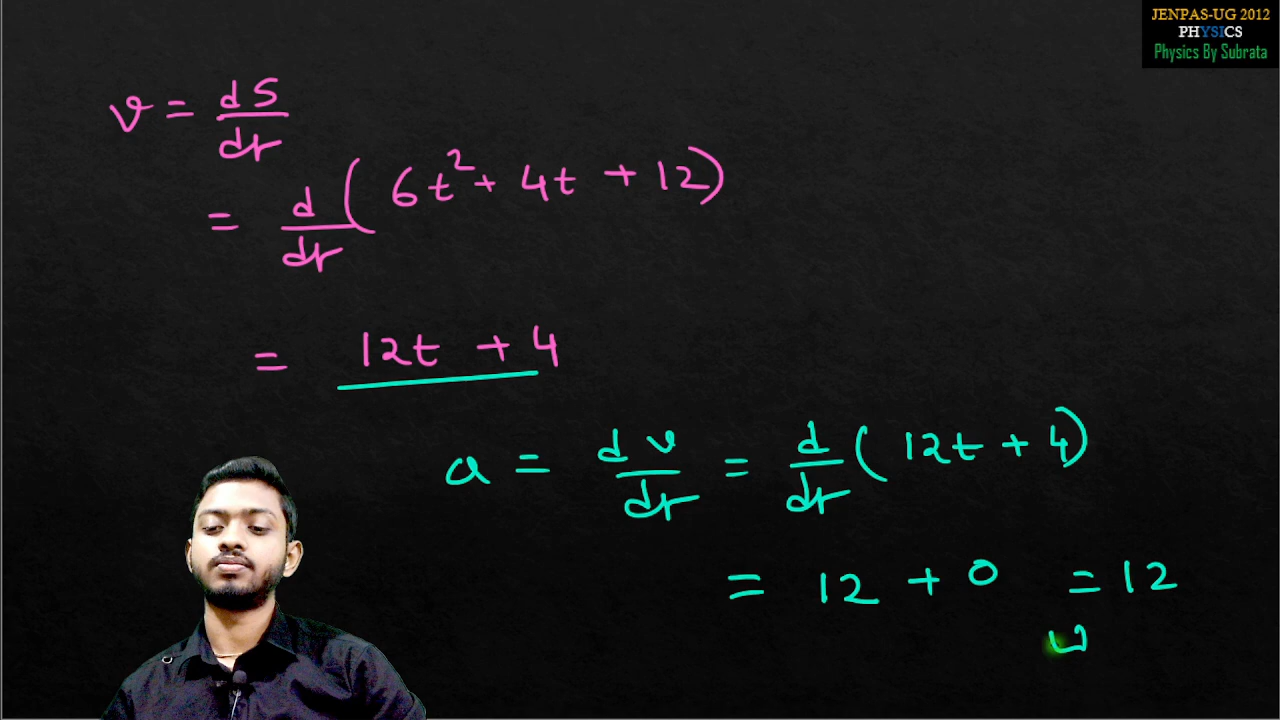 JENPAS-UG 2012
PHYSICS
Physics By Subrata
v = dS/dt
= d/dt (6t² + 4t + 12)
= 12t + 4
a = dv/dt = d/dt (12t + 4)
= 12 + 0 = 12